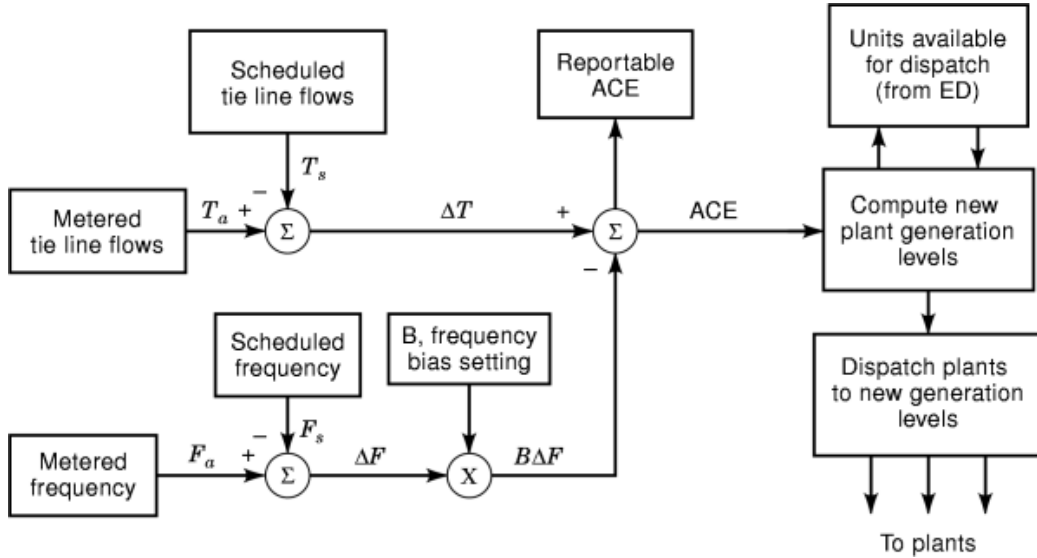 Scheduled
tie line flows
Reportable
ACE
Units available
for dispatch
(from ED)
Metered
tie line flows
T_a
+
−
T_s
Σ
ΔT
+
−
Σ
ACE
Compute new
plant generation
levels
Scheduled
frequency
B, frequency
bias setting
Dispatch plants
to new generation
levels
Metered
frequency
F_a
+
−
F_s
Σ
ΔF
X
BΔF
To plants